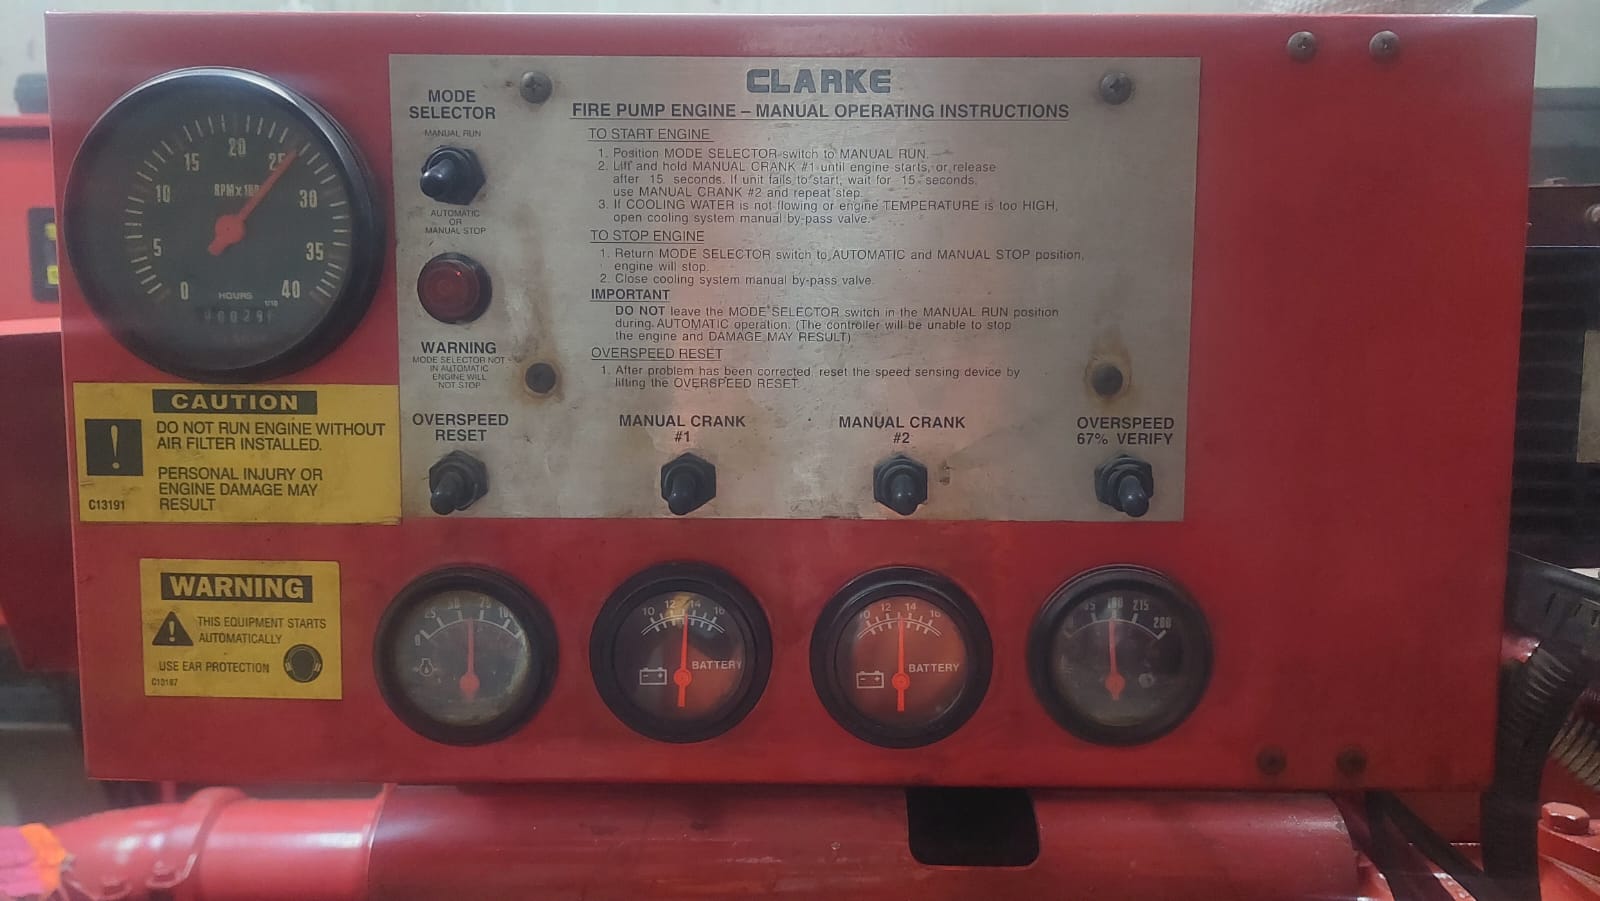 CLARKE
FIRE PUMP ENGINE – MANUAL OPERATING INSTRUCTIONS
MODE
SELECTOR
MANUAL RUN
AUTOMATIC
OR
MANUAL STOP
WARNING
MODE SELECTOR NOT
IN AUTOMATIC
ENGINE WILL
NOT STOP
TO START ENGINE
1. Position MODE SELECTOR switch to MANUAL RUN.
2. Lift and hold MANUAL CRANK #1 until engine starts, or release
after 15 seconds. If unit fails to start, wait for 15 seconds,
use MANUAL CRANK #2 and repeat step.
3. If COOLING WATER is not flowing or engine TEMPERATURE is too HIGH,
open cooling system manual by-pass valve.
TO STOP ENGINE
1. Return MODE SELECTOR switch to AUTOMATIC and MANUAL STOP position,
engine will stop.
2. Close cooling system manual by-pass valve.
IMPORTANT
DO NOT leave the MODE SELECTOR switch in the MANUAL RUN position
during AUTOMATIC operation. (The controller will be unable to stop
the engine and DAMAGE MAY RESULT)
OVERSPEED RESET
1. After problem has been corrected, reset the speed sensing device by
lifting the OVERSPEED RESET.
OVERSPEED
RESET
MANUAL CRANK
#1
MANUAL CRANK
#2
OVERSPEED
67% VERIFY
0 5 10 15 20 25 30 35 40
HOURS
1/10
CAUTION
DO NOT RUN ENGINE WITHOUT
AIR FILTER INSTALLED.
PERSONAL INJURY OR
ENGINE DAMAGE MAY
RESULT
C13191
WARNING
THIS EQUIPMENT STARTS
AUTOMATICALLY
USE EAR PROTECTION
0 25 50 75 100
10 12 14 16
BATTERY
10 12 14 16
BATTERY
215 280